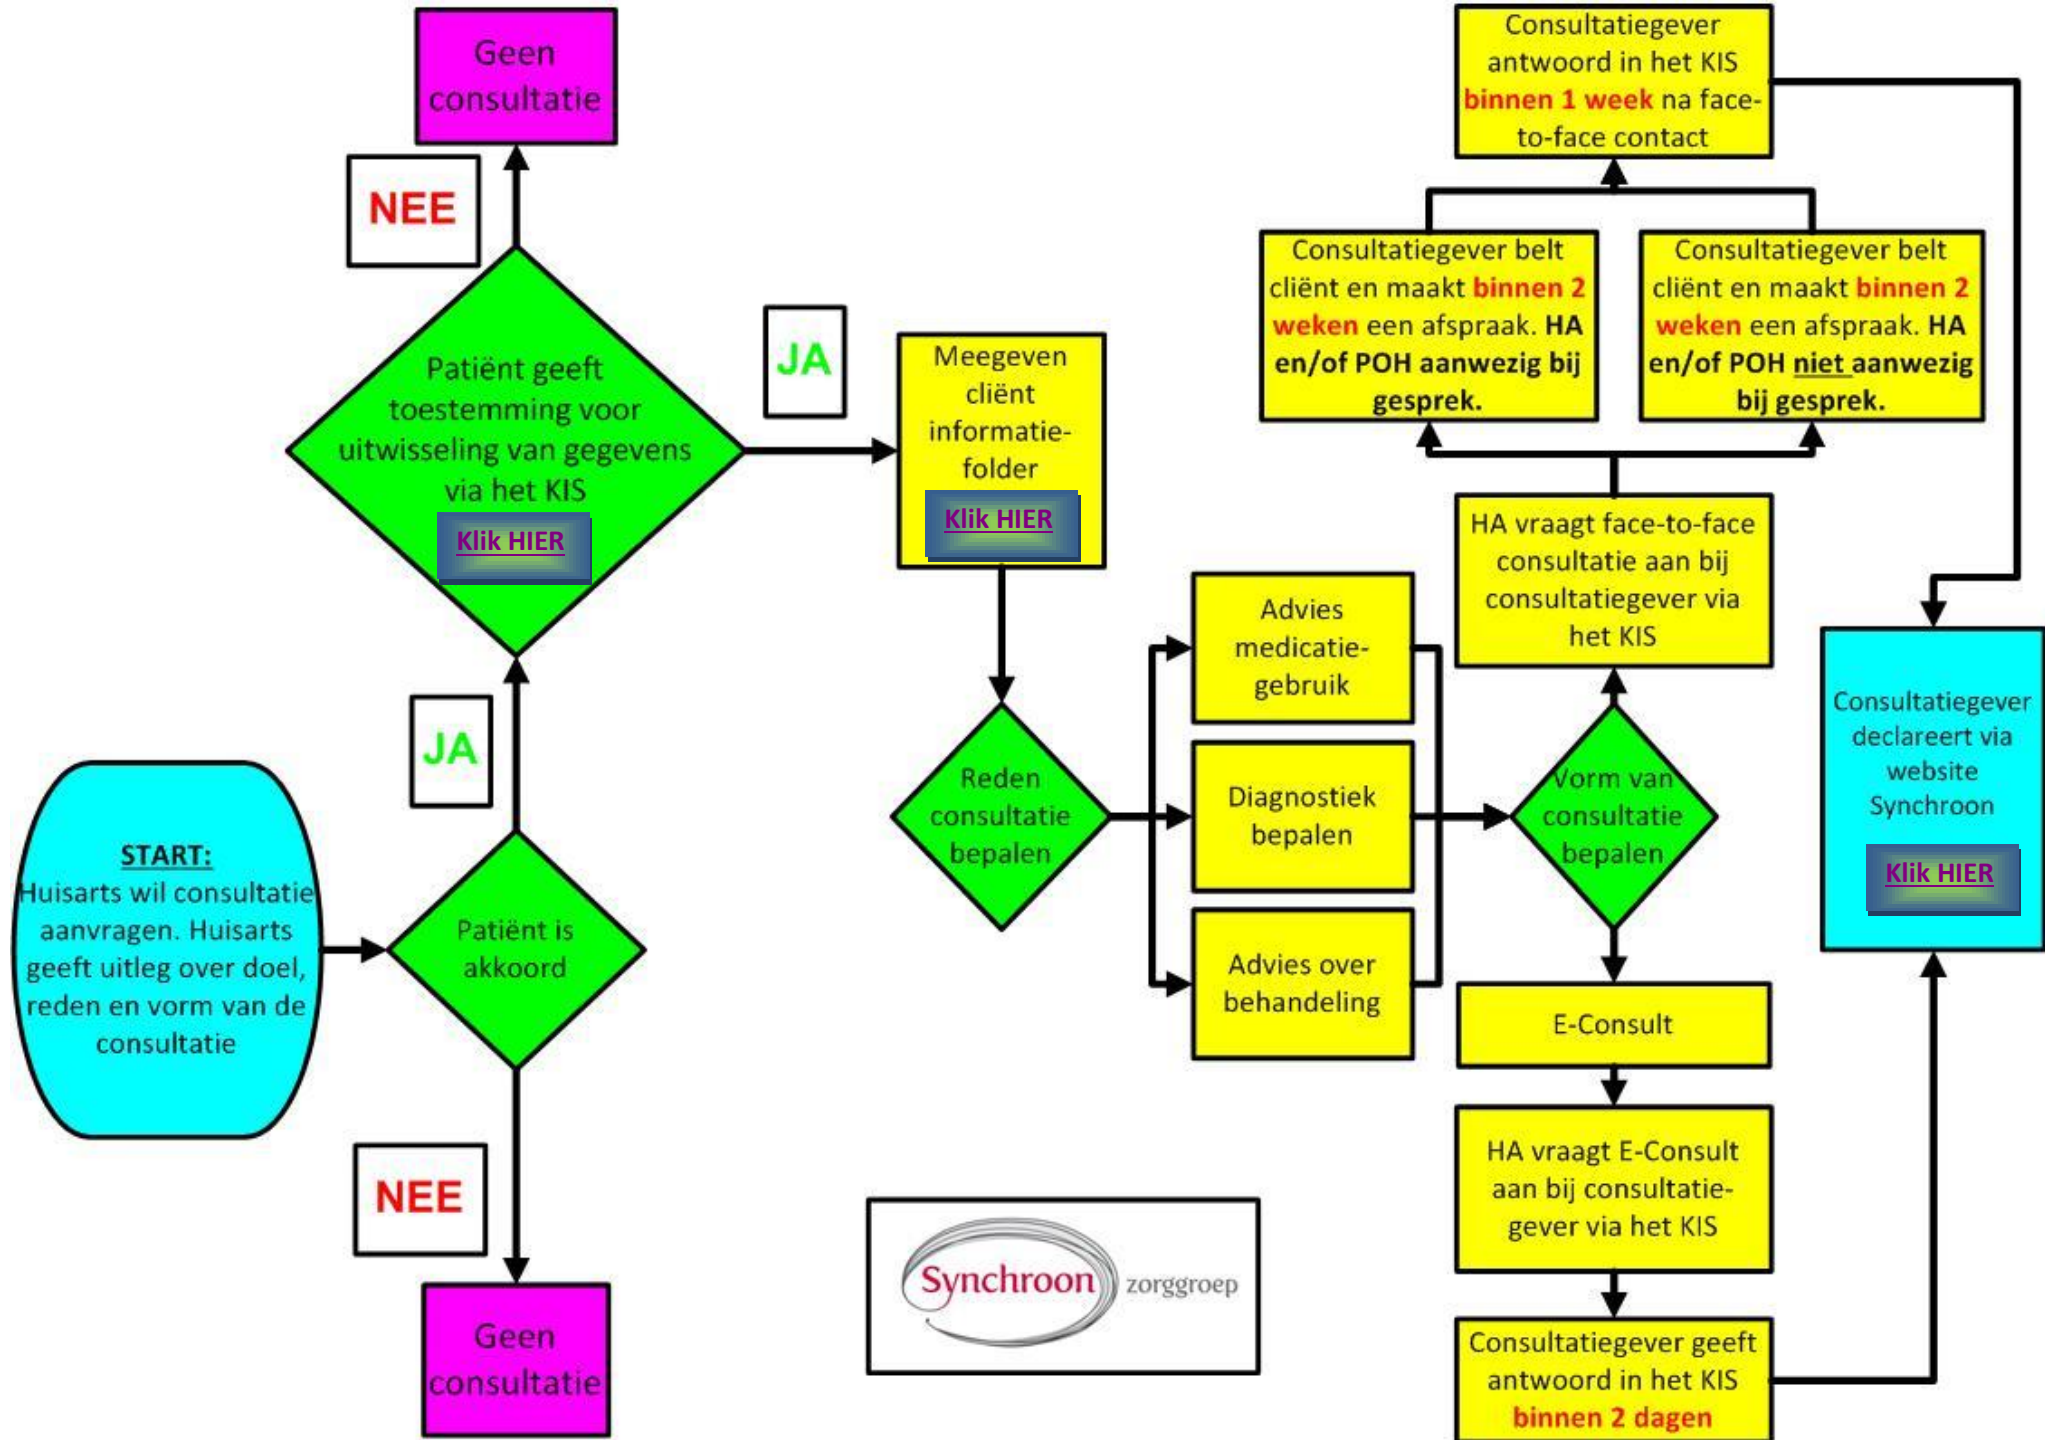 START:
Huisarts wil consultatie
aanvragen. Huisarts
geeft uitleg over doel,
reden en vorm van de
consultatie
Patiënt is
akkoord
NEE
Geen
consultatie
JA
Patiënt geeft
toestemming voor
uitwisseling van gegevens
via het KIS
Klik HIER
NEE
Geen
consultatie
JA
Meegeven
cliënt
informatie-
folder
Klik HIER
Reden
consultatie
bepalen
Advies
medicatie-
gebruik
Diagnostiek
bepalen
Advies over
behandeling
Vorm van
consultatie
bepalen
HA vraagt face-to-face
consultatie aan bij
consultatiegever via
het KIS
Consultatiegever belt
cliënt en maakt binnen 2
weken een afspraak. HA
en/of POH aanwezig bij
gesprek.
Consultatiegever belt
cliënt en maakt binnen 2
weken een afspraak. HA
en/of POH niet aanwezig
bij gesprek.
Consultatiegever
antwoord in het KIS
binnen 1 week na face-
to-face contact
E-Consult
HA vraagt E-Consult
aan bij consultatie-
gever via het KIS
Consultatiegever geeft
antwoord in het KIS
binnen 2 dagen
Consultatiegever
declareert via
website
Synchroon
Klik HIER
Synchroon zorggroep